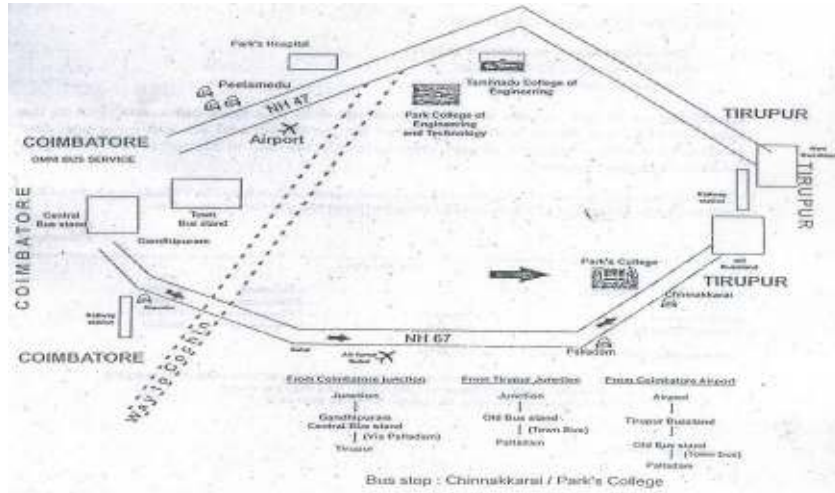 Park's Hospital
Peelamedu
NH 47
Airport
Tamilnadu College of
Engineering
Park College of
Engineering
and Technology
TIRUPUR
COIMBATORE
OMNI BUS SERVICE
TIRUPUR
COIMBATORE
Central
Bus stand
Town
Bus stand
Gandhipuram
station
Park's College
TIRUPUR
Chinnakkarai
station
COIMBATORE
Way to Cochin
NH 67
Palladam
From Coimbatore Junction
Junction
Gandhipuram
Central Bus stand
(Via Palladam)
Tirupur
From Tirupur Junction
Junction
Old Bus stand
(Town Bus)
Palladam
From Coimbatore Airport
Airport
Tirupur Busstand
Old Bus stand
(Town Bus)
Palladam
Bus stop : Chinnakkarai / Park's College